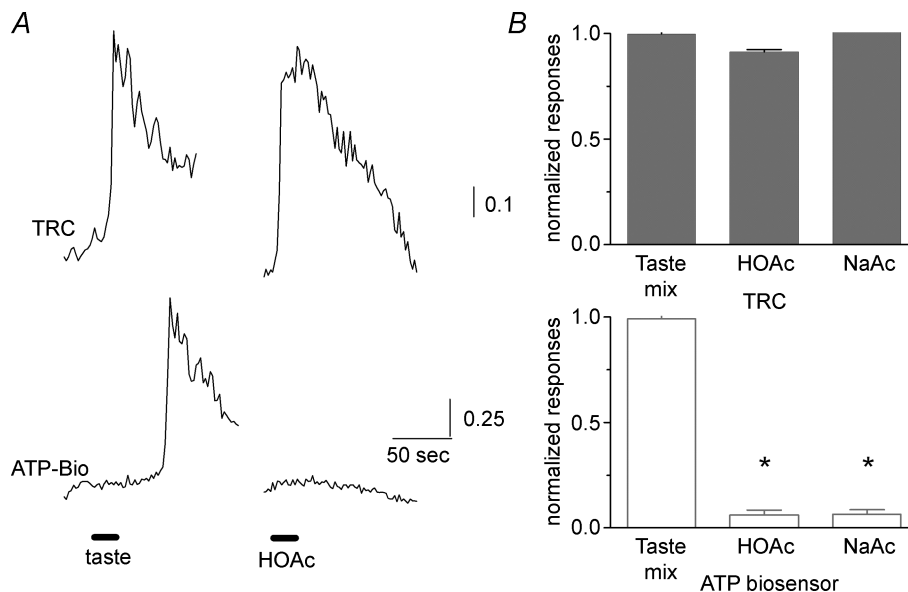 A
TRC
0.1
ATP-Bio
0.25
50 sec
taste
HOAc
B
normalized responses
1.0
0.5
0.0
Taste mix
HOAc
NaAc
TRC
normalized responses
1.0
0.5
0.0
*
*
Taste mix
HOAc
NaAc
ATP biosensor